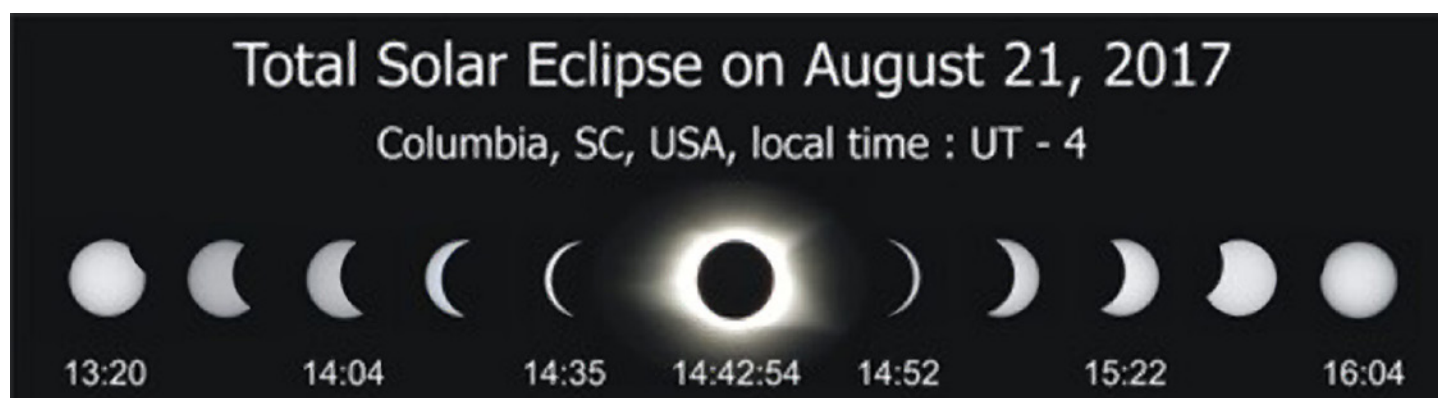 Total Solar Eclipse on August 21, 2017
Columbia, SC, USA, local time : UT - 4
13:20 14:04 14:35 14:42:54 14:52 15:22 16:04